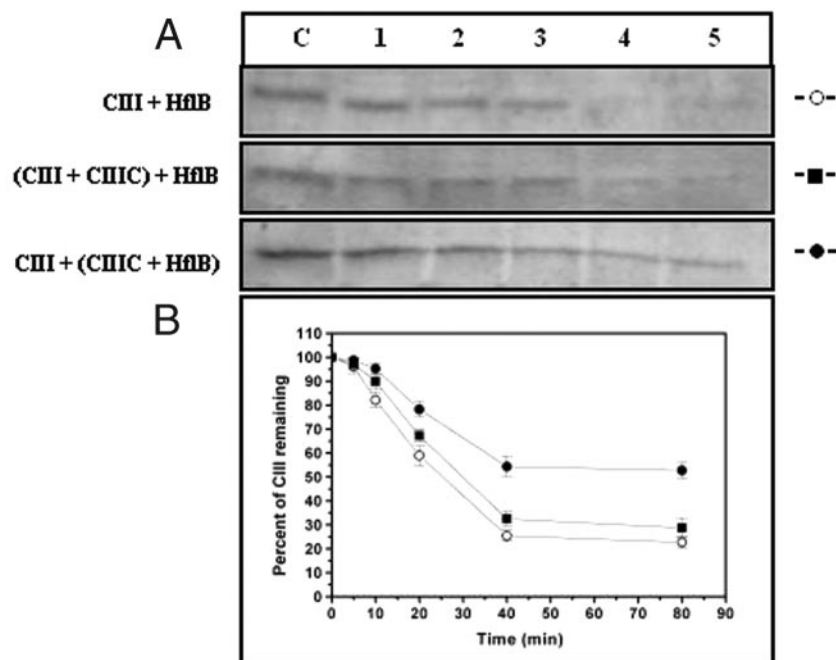 A
C 1 2 3 4 5
CIII + HflB
(CIII + CIIIC) + HflB
CIII + (CIIIC + HflB)
B
110
100
90
80
70
60
50
40
30
20
10
0
Percent of CIII remaining
0 10 20 30 40 50 60 70 80 90
Time (min)